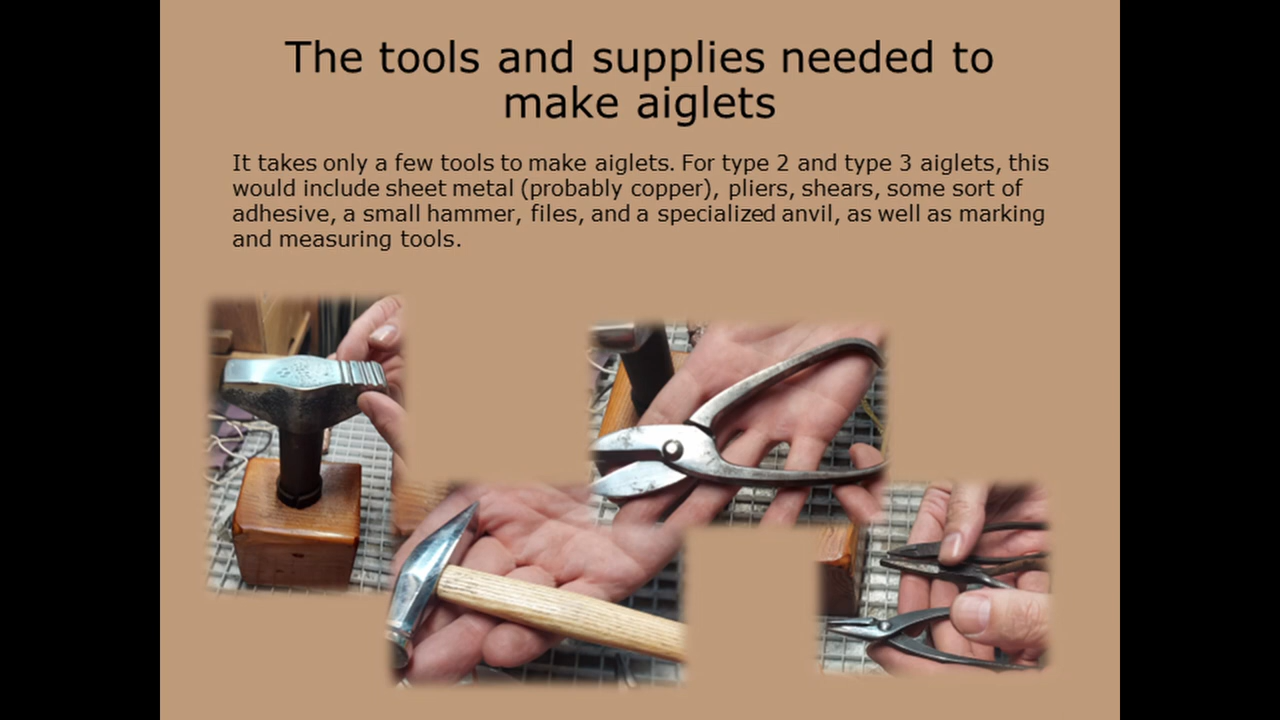 The tools and supplies needed to
make aiglets
It takes only a few tools to make aiglets. For type 2 and type 3 aiglets, this
would include sheet metal (probably copper), pliers, shears, some sort of
adhesive, a small hammer, files, and a specialized anvil, as well as marking
and measuring tools.